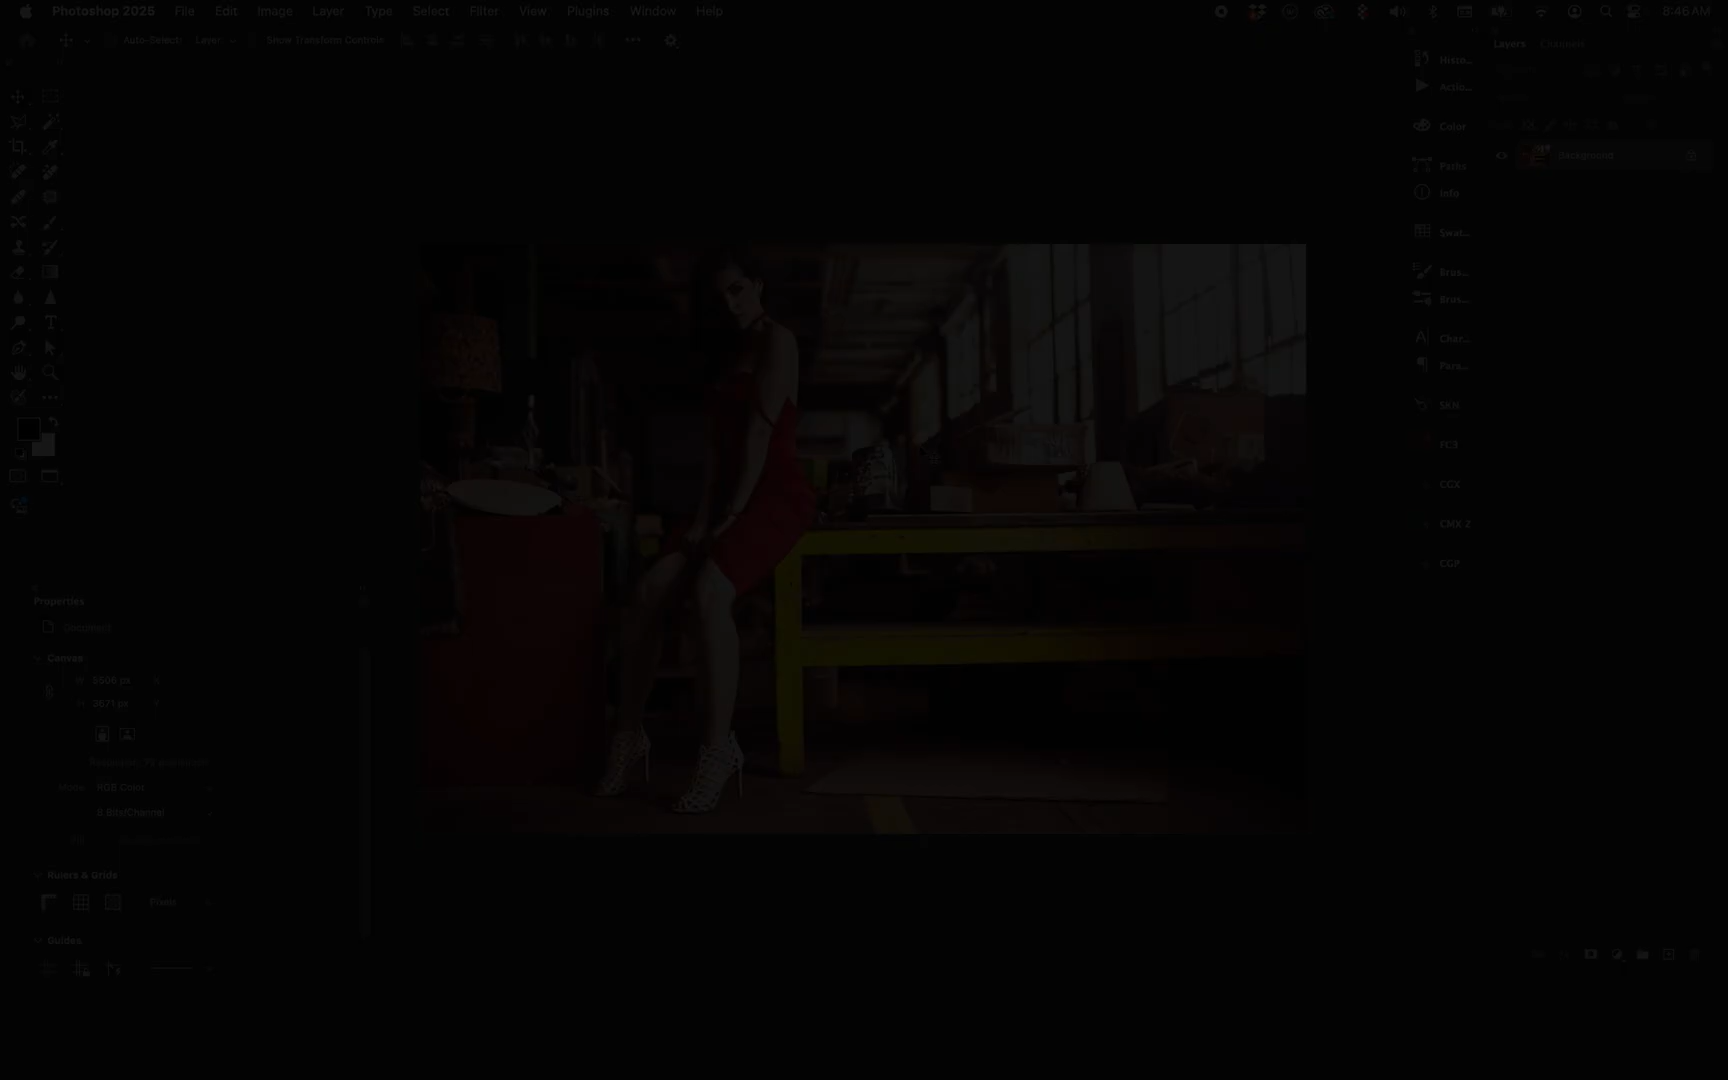 Photoshop 2025 File Edit Image Layer Type Select Filter View Plugins Window Help 8:46 AM
Auto-Select: Layer Show Transform Controls
Layers Channels
Histo...
Actio...
Color
Background
Paths
Info
Swat...
Brus...
Brus...
Char...
Para...
SKN
FC3
CGX
CMX 2
CGP
Properties
Document
Canvas
W 5506 px X
H 3671 px Y
Mode RGB Color
8 Bits/Channel
Rulers & Grids
Pixels
Guides